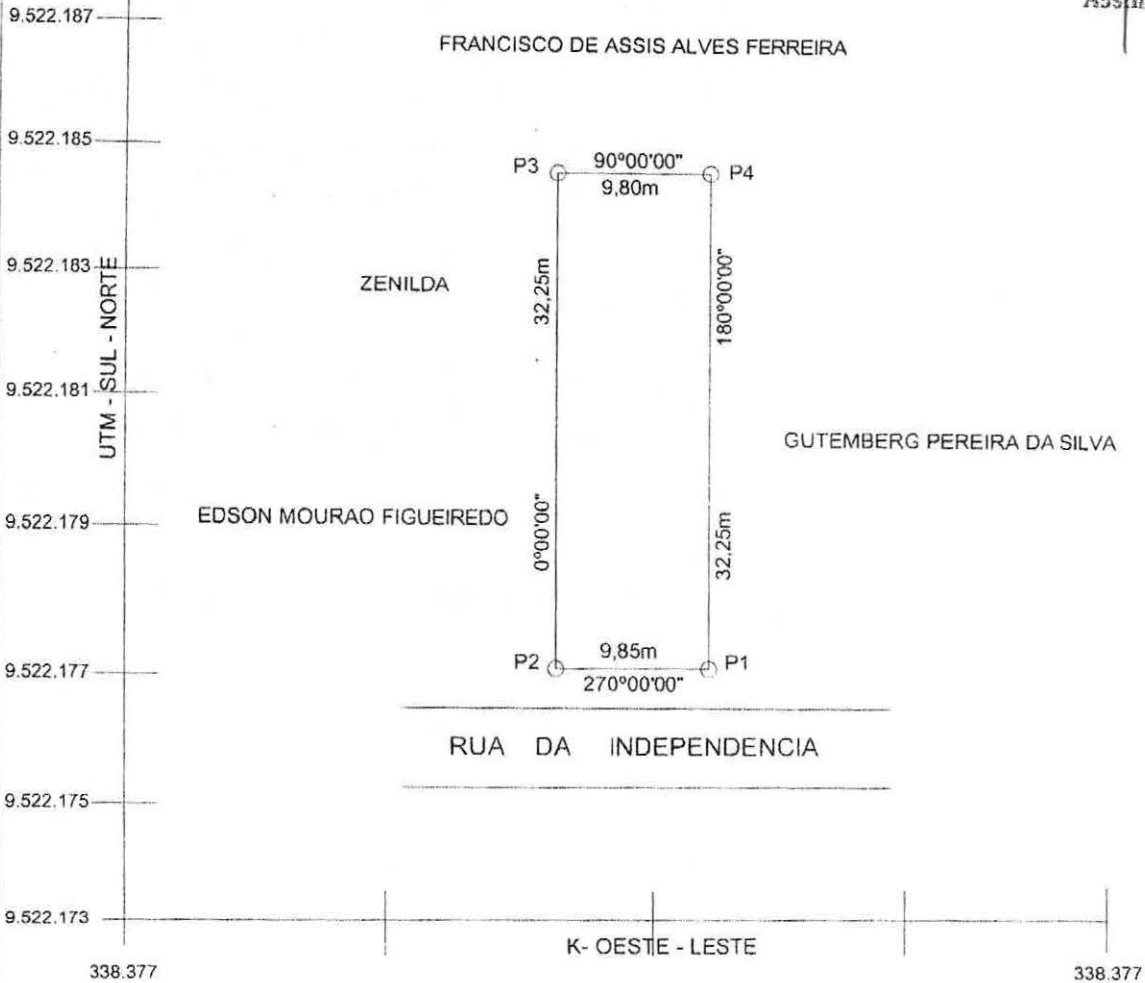 9.522.187
FRANCISCO DE ASSIS ALVES FERREIRA
9.522.185
P3
90°00'00"
P4
9,80m
9.522.183
ZENILDA
32,25m
180°00'00"
UTM - SUL - NORTE
9.522.181
GUTEMBERG PEREIRA DA SILVA
9.522.179
EDSON MOURAO FIGUEIREDO
0°00'00"
32,25m
9.522.177
P2
9,85m
P1
270°00'00"
RUA DA INDEPENDENCIA
9.522.175
9.522.173
K- OESTE - LESTE
338.377
338.377